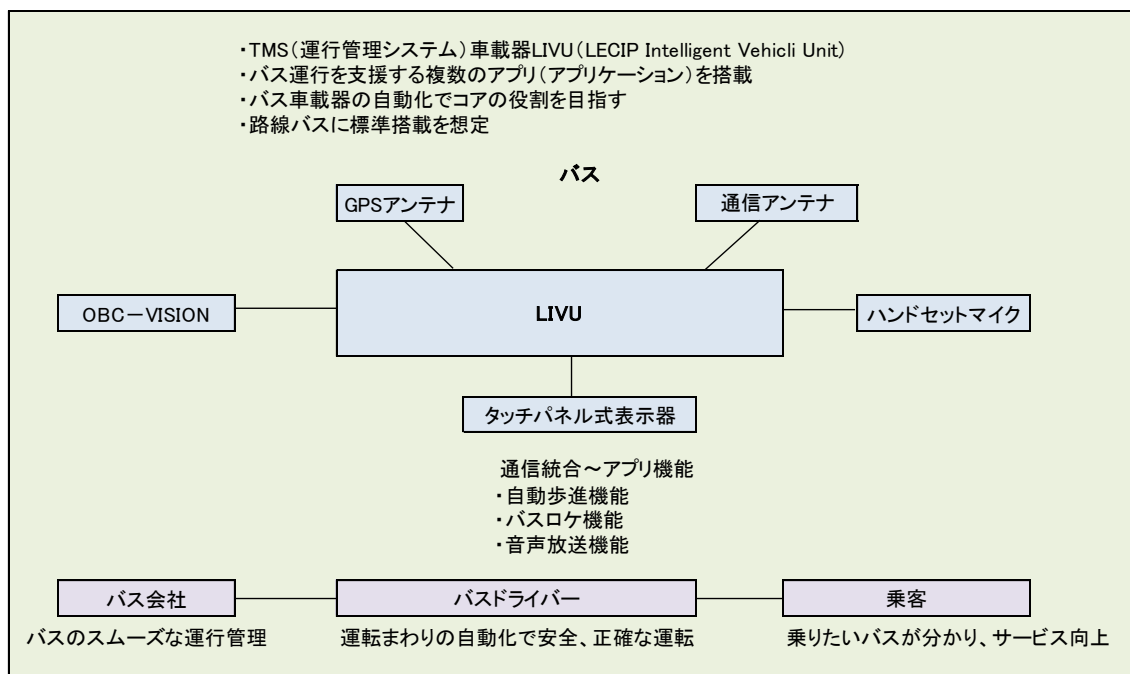 ・TMS（運行管理システム）車載器LIVU（LECIP Intelligent Vehicli Unit）
・バス運行を支援する複数のアプリ（アプリケーション）を搭載
・バス車載器の自動化でコアの役割を目指す
・路線バスに標準搭載を想定
バス
GPSアンテナ
通信アンテナ
OBC－VISION
LIVU
ハンドセットマイク
タッチパネル式表示器
通信統合～アプリ機能
・自動歩進機能
・バスロケ機能
・音声放送機能
バス会社
バスドライバー
乗客
バスのスムーズな運行管理
運転まわりの自動化で安全、正確な運転
乗りたいバスが分かり、サービス向上